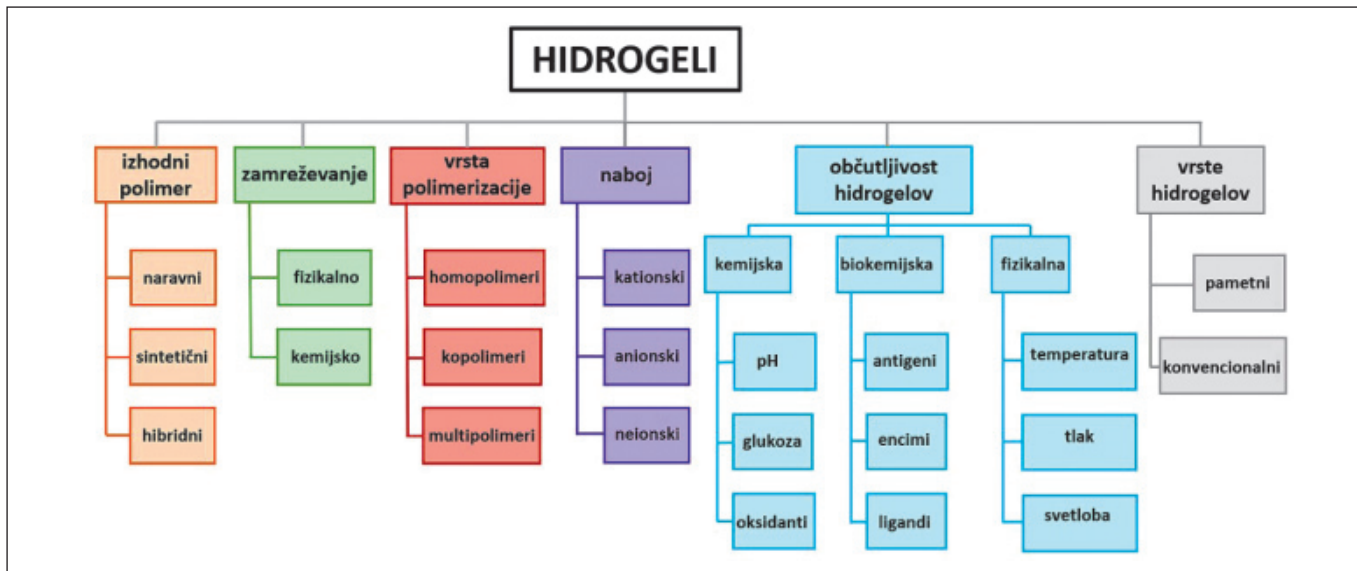 HIDROGELI
izhodni
polimer
naravni
sintetični
hibridni
zamreževanje
fizikalno
kemijsko
vrsta
polimerizacije
homopolimeri
kopolimeri
multipolimeri
naboj
kationski
anionski
neionski
občutljivost
hidrogelov
kemijska
pH
glukoza
oksidanti
biokemijska
antigeni
encimi
ligandi
fizikalna
temperatura
tlak
svetloba
vrste
hidrogelov
pametni
konvencionalni